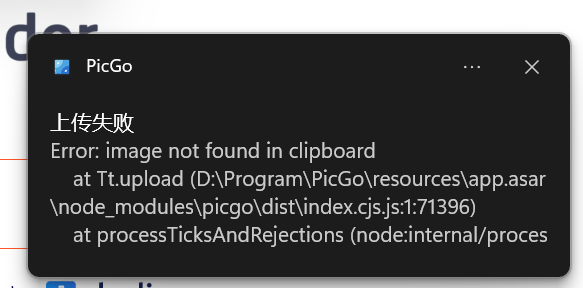 der
PicGo
上传失败
Error: image not found in clipboard
at Tt.upload (D:\Program\PicGo\resources\app.asar
\node_modules\picgo\dist\index.cjs.js:1:71396)
at processTicksAndRejections (node:internal/proces